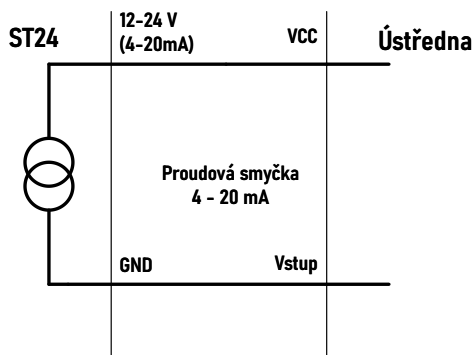 ST24
12-24 V
(4-20mA)
VCC
Ústředna
Proudová smyčka
4 - 20 mA
GND
Vstup